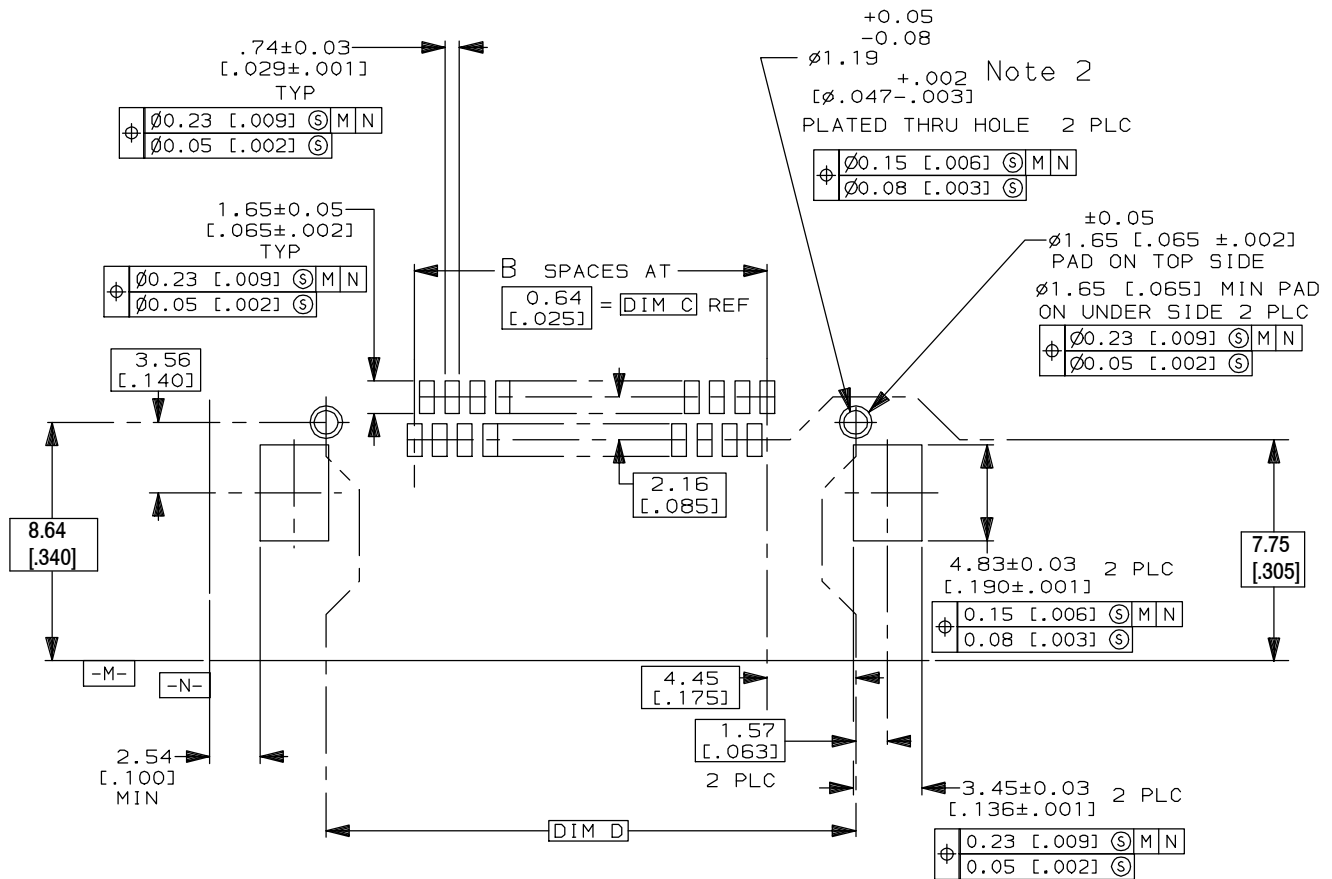 .74±0.03
[.029±.001]
TYP
⌖ Ø0.23 [.009] Ⓢ M N
Ø0.05 [.002] Ⓢ
+0.05
-0.08
ø1.19
+.002 Note 2
[ø.047-.003]
PLATED THRU HOLE 2 PLC
⌖ Ø0.15 [.006] Ⓢ M N
Ø0.08 [.003] Ⓢ
1.65±0.05
[.065±.002]
TYP
⌖ Ø0.23 [.009] Ⓢ M N
Ø0.05 [.002] Ⓢ
B SPACES AT
0.64
[.025] = DIM C REF
±0.05
ø1.65 [.065 ±.002]
PAD ON TOP SIDE
ø1.65 [.065] MIN PAD
ON UNDER SIDE 2 PLC
⌖ Ø0.23 [.009] Ⓢ M N
Ø0.05 [.002] Ⓢ
3.56
[.140]
2.16
[.085]
8.64
[.340]
7.75
[.305]
4.83±0.03 2 PLC
[.190±.001]
⌖ 0.15 [.006] Ⓢ M N
0.08 [.003] Ⓢ
-M-
-N-
4.45
[.175]
1.57
[.063]
2 PLC
2.54
[.100]
MIN
3.45±0.03 2 PLC
[.136±.001]
DIM D
⌖ 0.23 [.009] Ⓢ M N
0.05 [.002] Ⓢ